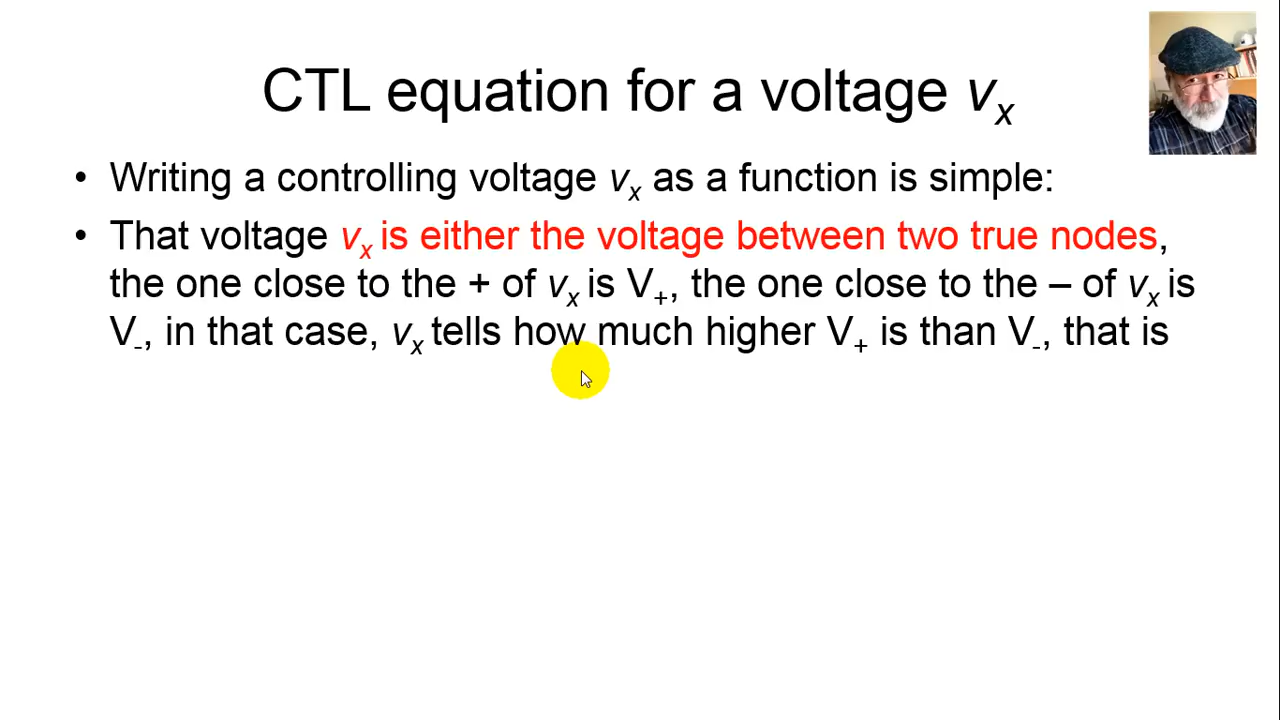 CTL equation for a voltage vₓ
• Writing a controlling voltage vₓ as a function is simple:
• That voltage vₓ is either the voltage between two true nodes,
the one close to the + of vₓ is V₊, the one close to the – of vₓ is
V₋, in that case, vₓ tells how much higher V₊ is than V₋, that is